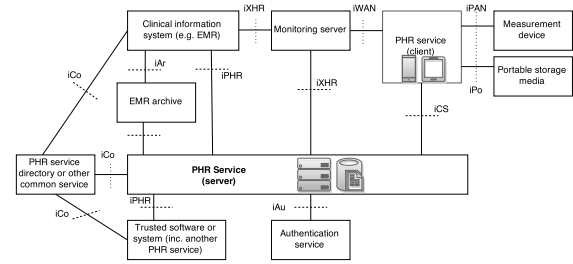 iXHR
iWAN
iPAN
Clinical information
system (e.g. EMR)
Monitoring server
PHR service
(client)
Measurement
device
iCo
iAr
iPHR
iXHR
iPo
Portable storage
media
EMR archive
iCS
PHR service
directory or other
common service
iCo
PHR Service
(server)
iPHR
iAu
iCo
Trusted software or
system (inc. another
PHR service)
Authentication
service